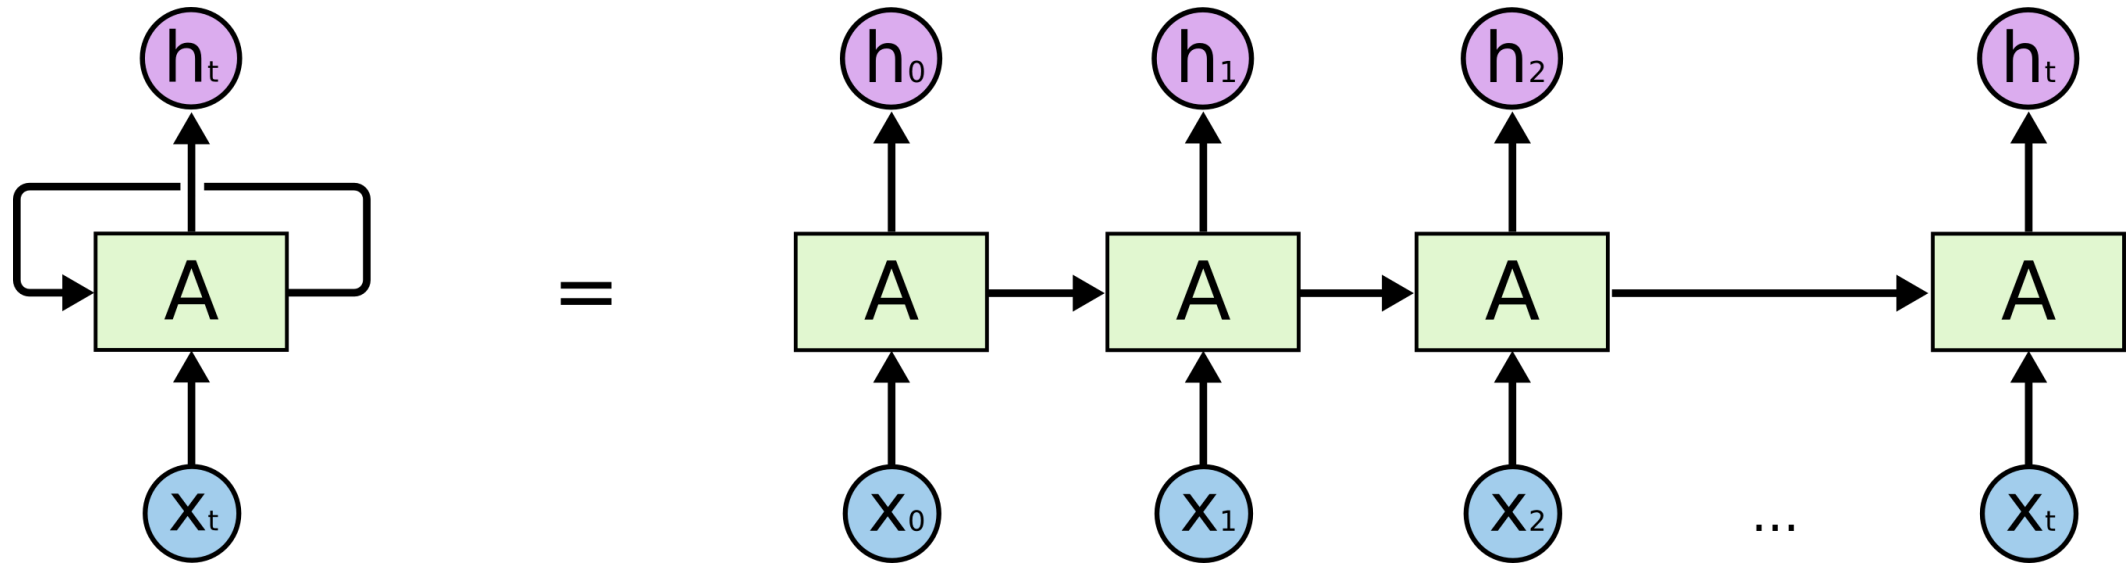 ht h0 h1 h2 ht
A = A A A A
xt x0 x1 x2 ... xt